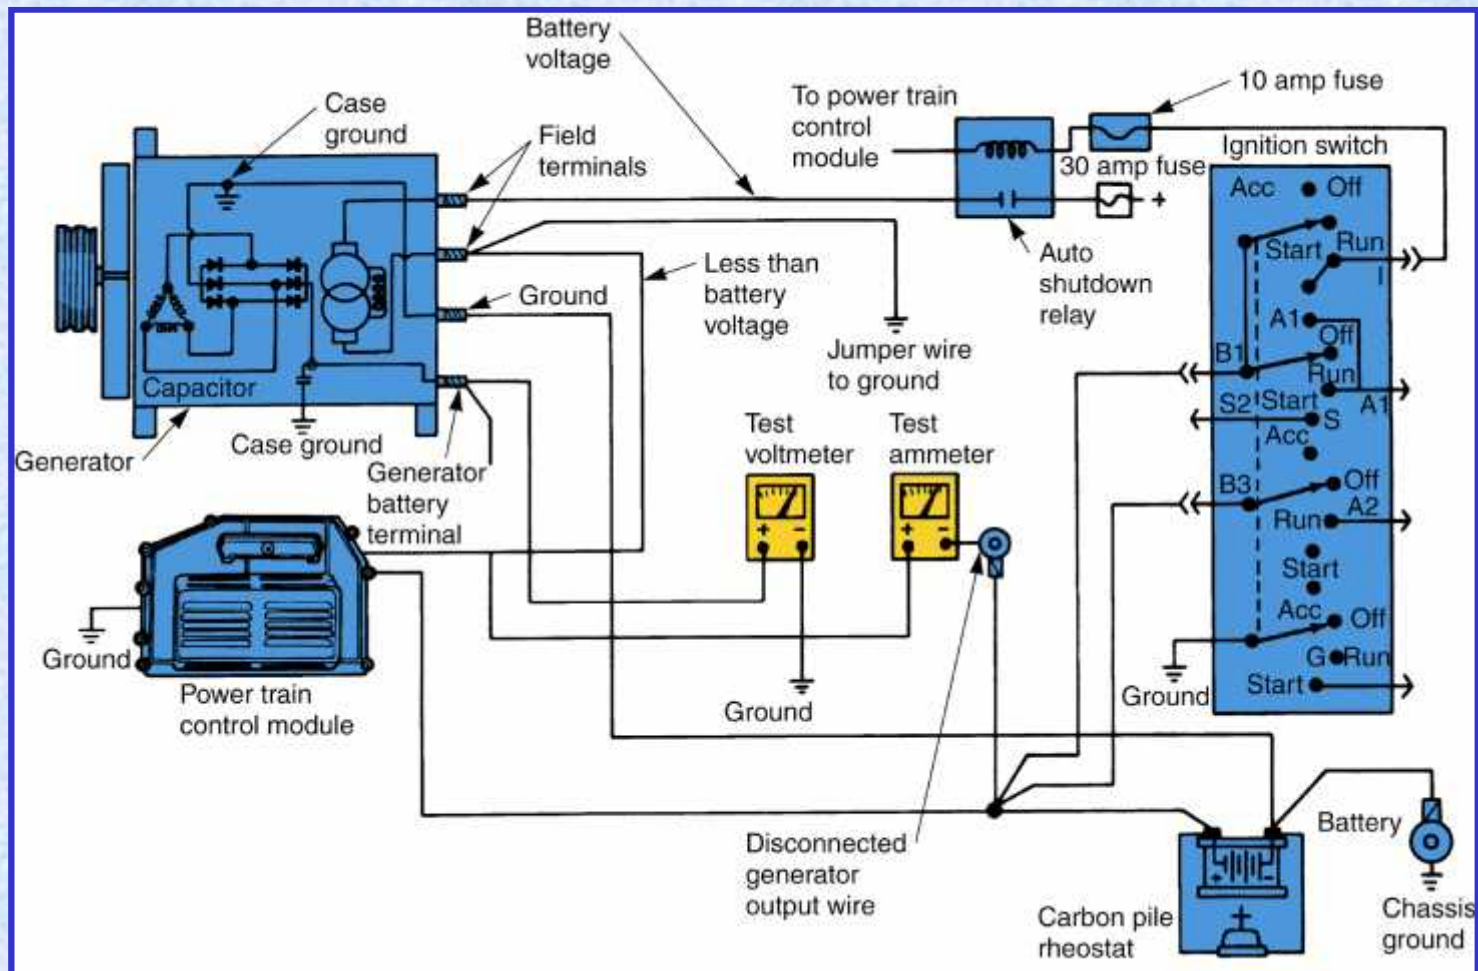 Battery
voltage
10 amp fuse
To power train
control
module
Case
ground
Field
terminals
30 amp fuse
Ignition switch
Acc
Off
Start
Run
I
+
Auto
shutdown
relay
Less than
battery
voltage
Ground
Jumper wire
to ground
A1
Off
B1
Run
A1
S2
Start
S
Acc
Capacitor
Case ground
Generator
Generator
battery
terminal
Test
voltmeter
Test
ammeter
+ -
+ -
B3
Off
A2
Run
Start
Acc
Off
G
Run
Start
Ground
Ground
Power train
control module
Ground
Disconnected
generator
output wire
Battery
+ -
+
Carbon pile
rheostat
Chassis
ground